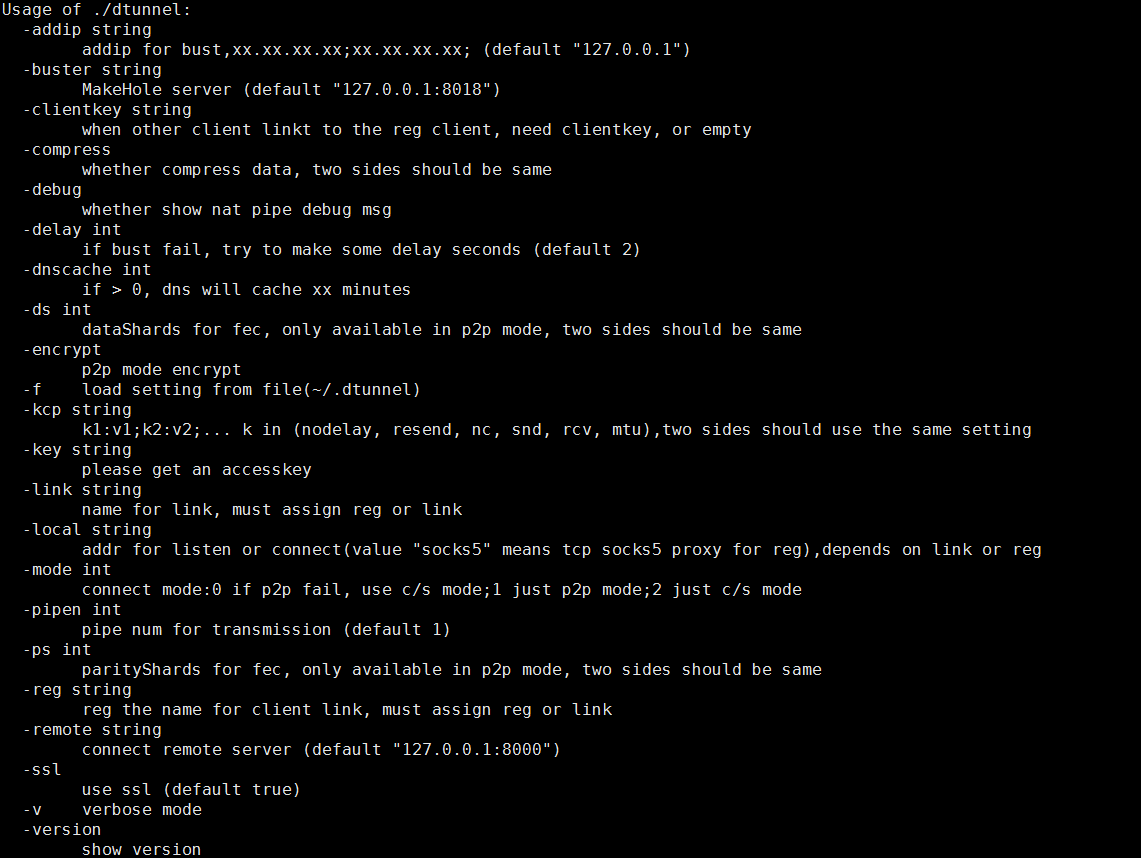 Usage of ./dtunnel:
  -addip string
        addip for bust,xx.xx.xx.xx;xx.xx.xx.xx; (default "127.0.0.1")
  -buster string
        MakeHole server (default "127.0.0.1:8018")
  -clientkey string
        when other client linkt to the reg client, need clientkey, or empty
  -compress
        whether compress data, two sides should be same
  -debug
        whether show nat pipe debug msg
  -delay int
        if bust fail, try to make some delay seconds (default 2)
  -dnscache int
        if > 0, dns will cache xx minutes
  -ds int
        dataShards for fec, only available in p2p mode, two sides should be same
  -encrypt
        p2p mode encrypt
  -f    load setting from file(~/.dtunnel)
  -kcp string
        k1:v1;k2:v2;... k in (nodelay, resend, nc, snd, rcv, mtu),two sides should use the same setting
  -key string
        please get an accesskey
  -link string
        name for link, must assign reg or link
  -local string
        addr for listen or connect(value "socks5" means tcp socks5 proxy for reg),depends on link or reg
  -mode int
        connect mode:0 if p2p fail, use c/s mode;1 just p2p mode;2 just c/s mode
  -pipen int
        pipe num for transmission (default 1)
  -ps int
        parityShards for fec, only available in p2p mode, two sides should be same
  -reg string
        reg the name for client link, must assign reg or link
  -remote string
        connect remote server (default "127.0.0.1:8000")
  -ssl
        use ssl (default true)
  -v    verbose mode
  -version
        show version